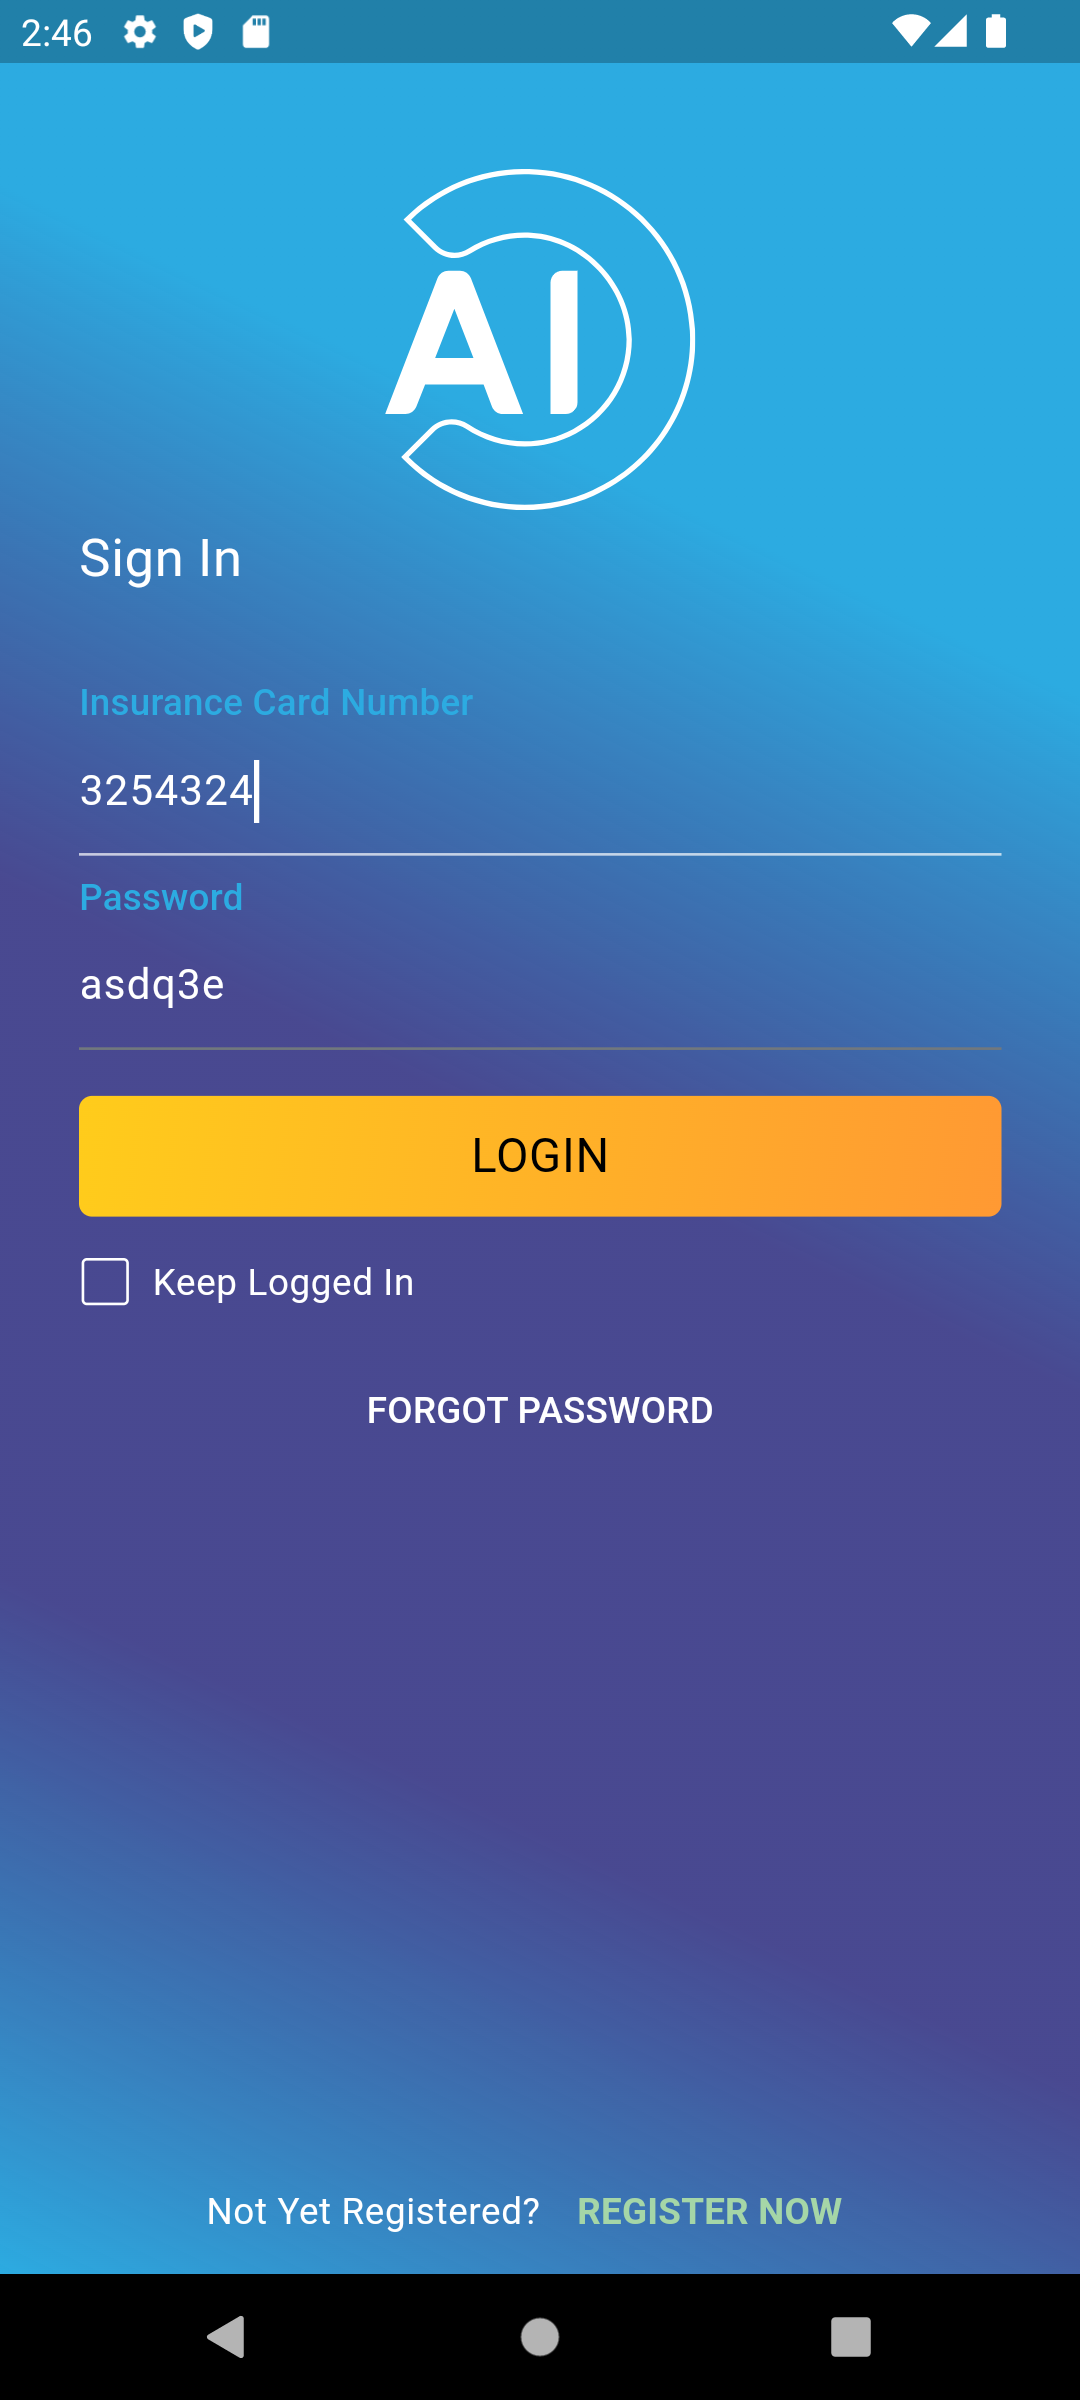 2:46
AI
Sign In
Insurance Card Number
3254324
Password
asdq3e
LOGIN
Keep Logged In
FORGOT PASSWORD
Not Yet Registered? REGISTER NOW